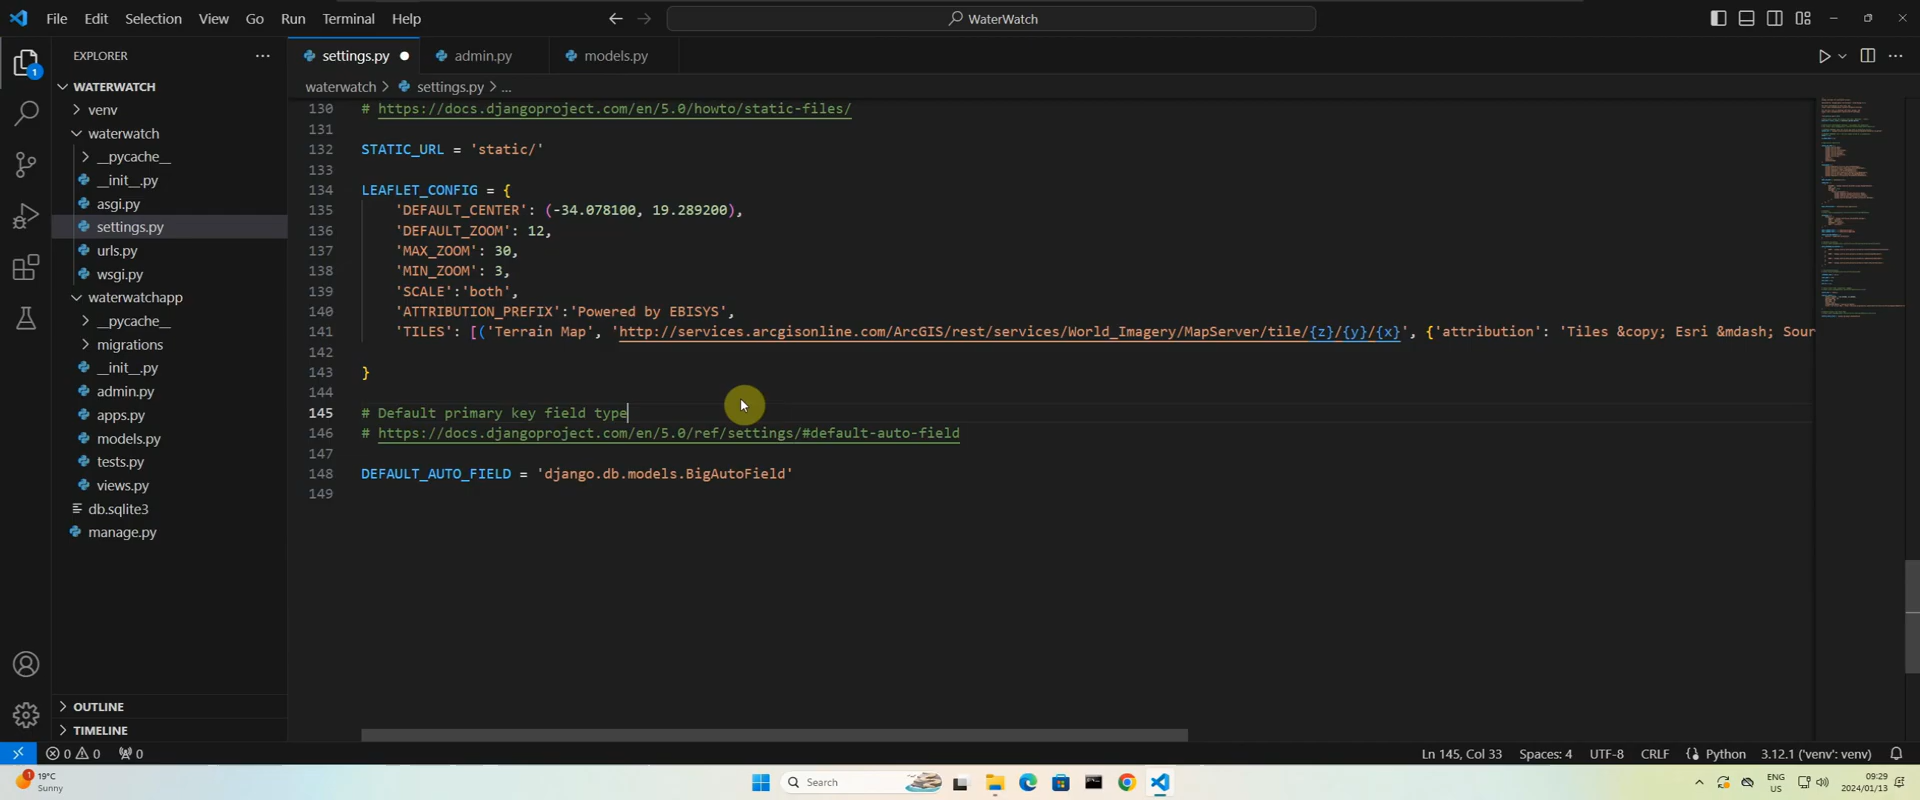 File Edit Selection View Go Run Terminal Help
WaterWatch
EXPLORER
1
WATERWATCH
venv
waterwatch
__pycache__
__init__.py
asgi.py
settings.py
urls.py
wsgi.py
waterwatchapp
__pycache__
migrations
__init__.py
admin.py
apps.py
models.py
tests.py
views.py
db.sqlite3
manage.py
OUTLINE
TIMELINE
settings.py admin.py models.py
waterwatch > settings.py > ...
130 # https://docs.djangoproject.com/en/5.0/howto/static-files/
131
132 STATIC_URL = 'static/'
133
134 LEAFLET_CONFIG = {
135 'DEFAULT_CENTER': (-34.078100, 19.289200),
136 'DEFAULT_ZOOM': 12,
137 'MAX_ZOOM': 30,
138 'MIN_ZOOM': 3,
139 'SCALE':'both',
140 'ATTRIBUTION_PREFIX':'Powered by EBISYS',
141 'TILES': [('Terrain Map', 'http://services.arcgisonline.com/ArcGIS/rest/services/World_Imagery/MapServer/tile/{z}/{y}/{x}', {'attribution': 'Tiles &copy; Esri &mdash; Sour
142
143 }
144
145 # Default primary key field type
146 # https://docs.djangoproject.com/en/5.0/ref/settings/#default-auto-field
147
148 DEFAULT_AUTO_FIELD = 'django.db.models.BigAutoField'
149
0 0 0
Ln 145, Col 33 Spaces: 4 UTF-8 CRLF Python 3.12.1 ('venv': venv)
1
19°C
Sunny
Search
ENG
US
09:29
2024/01/13